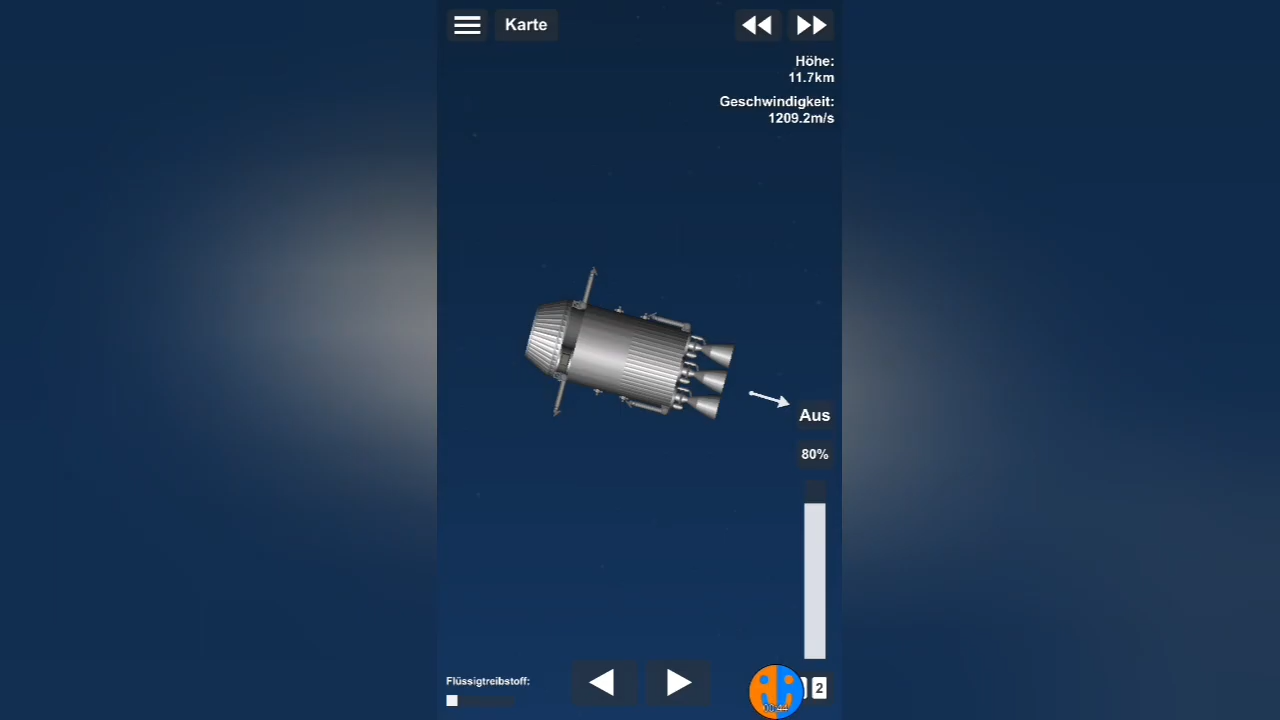 Karte
Höhe:
11.7km
Geschwindigkeit:
1209.2m/s
Aus
80%
Flüssigtreibstoff:
2